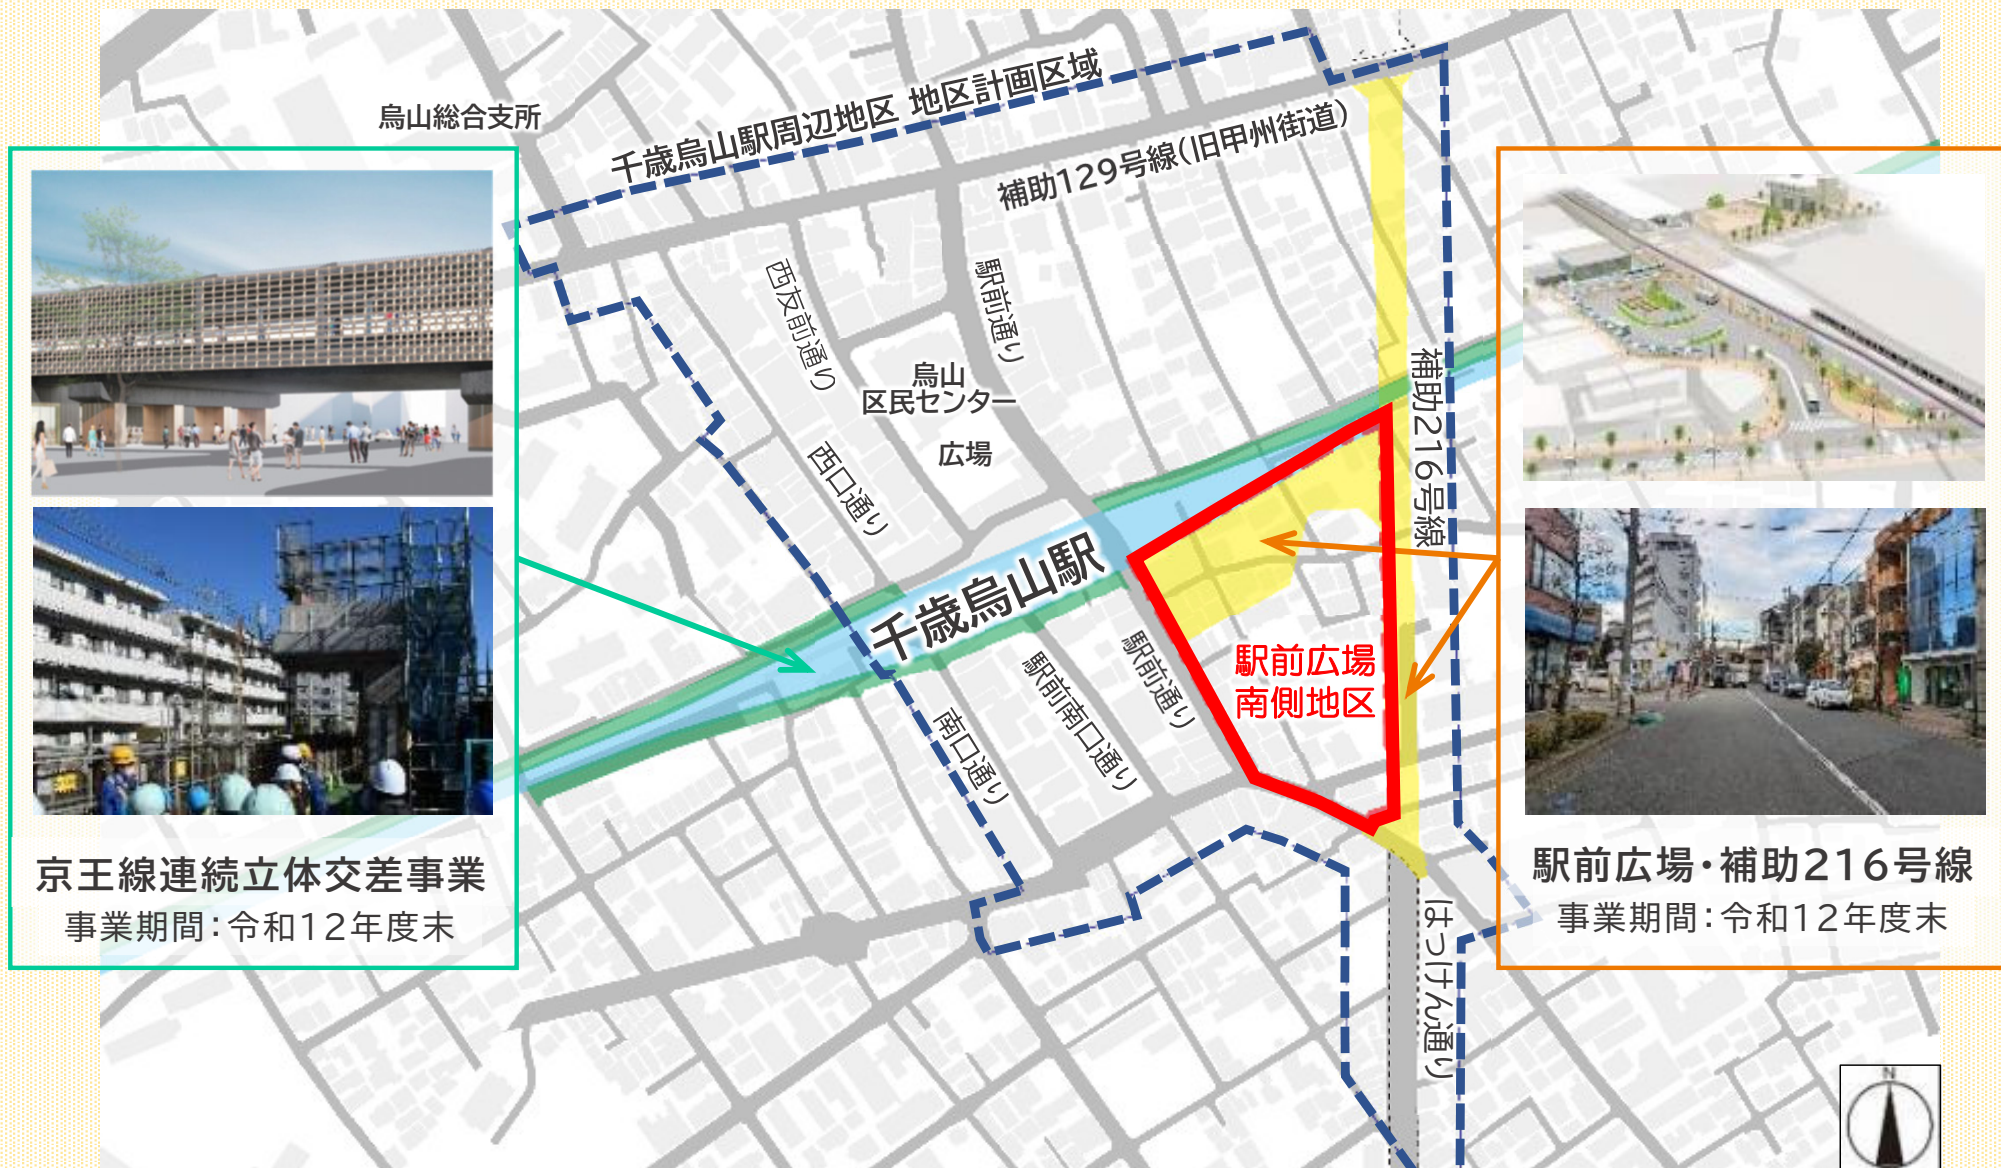 烏山総合支所
千歳烏山駅周辺地区 地区計画区域
補助129号線（旧甲州街道）
西友前通り
駅前通り
烏山
区民センター
広場
西口通り
補助216号線
千歳烏山駅
駅前広場
南側地区
駅前通り
駅前南口通り
南口通り
はっけん通り
京王線連続立体交差事業
事業期間：令和12年度末
駅前広場・補助216号線
事業期間：令和12年度末
N